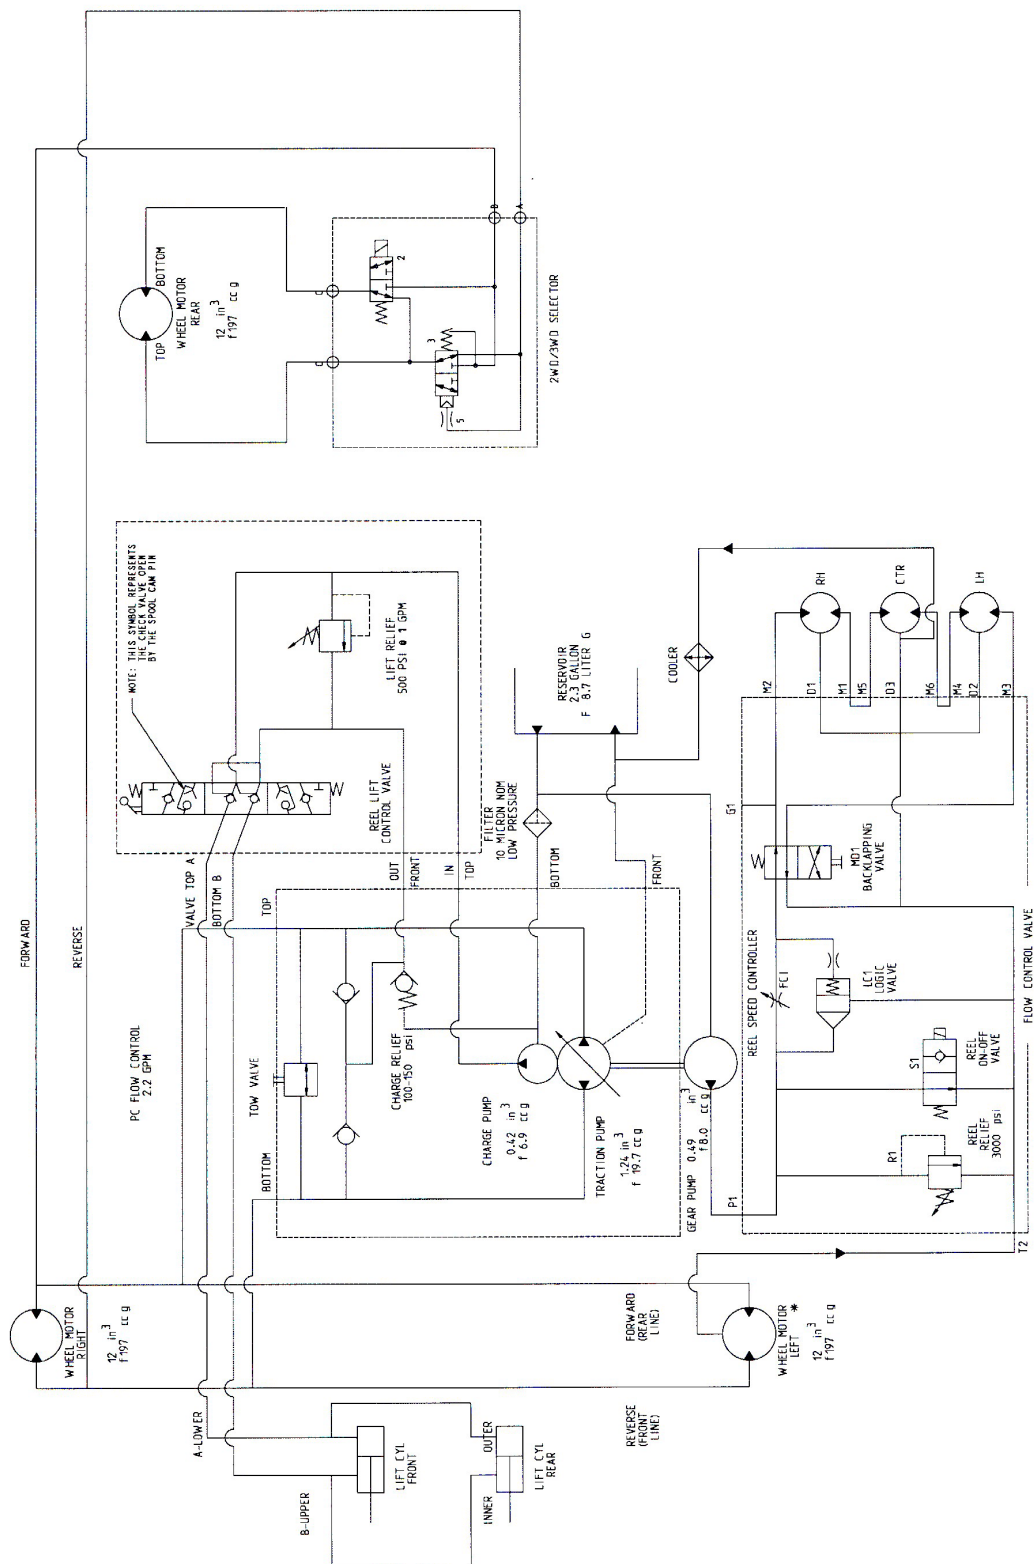 FORWARD
REVERSE
TOP
BOTTOM
WHEEL MOTOR
REAR
12 in³
f 197 cc g
C
C
2
3
5
B
A
2WD/3WD SELECTOR
NOTE: THIS SYMBOL REPRESENTS
THE CHECK VALVE OPEN
BY THE SPOOL CAM PIN
LIFT RELIEF
500 PSI @ 1 GPM
REEL LIFT
CONTROL VALVE
VALVE TOP A
BOTTOM B
OUT
FRONT
IN
TOP
FILTER
10 MICRON NOM
LOW PRESSURE
BOTTOM
FRONT
RESERVOIR
2.3 GALLON
F 8.7 LITER G
COOLER
PC FLOW CONTROL
2.2 GPM
TOP
TOW VALVE
BOTTOM
CHARGE RELIEF
100-150 psi
CHARGE PUMP
0.42 in³
f 6.9 cc g
TRACTION PUMP
1.24 in³
f 19.7 cc g
GEAR PUMP 0.49 in³
f 8.0 cc g
RH
CTR
LH
M2
D1
M1
M5
D3
M6
M4
D2
M3
G1
MD1
BACKLAPPING
VALVE
REEL SPEED CONTROLLER
FC1
LC1
LOGIC
VALVE
S1
REEL
ON-OFF
VALVE
R1
REEL
RELIEF
3000 psi
P1
T2
FLOW CONTROL VALVE
WHEEL MOTOR
RIGHT
12 in³
f 197 cc g
FORWARD
(REAR
LINE)
WHEEL MOTOR *
LEFT
12 in³
f 197 cc g
REVERSE
(FRONT
LINE)
A-LOWER
B-UPPER
LIFT CYL
FRONT
OUTER
INNER
LIFT CYL
REAR